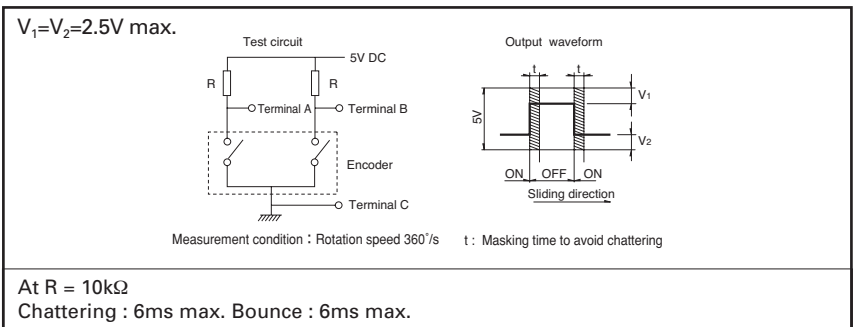 V₁=V₂=2.5V max.
Test circuit
Output waveform
5V DC
R
R
Terminal A
Terminal B
Encoder
Terminal C
t
t
V1
5V
V2
ON
OFF
ON
Sliding direction
Measurement condition : Rotation speed 360°/s
t : Masking time to avoid chattering
At R = 10kΩ
Chattering : 6ms max. Bounce : 6ms max.